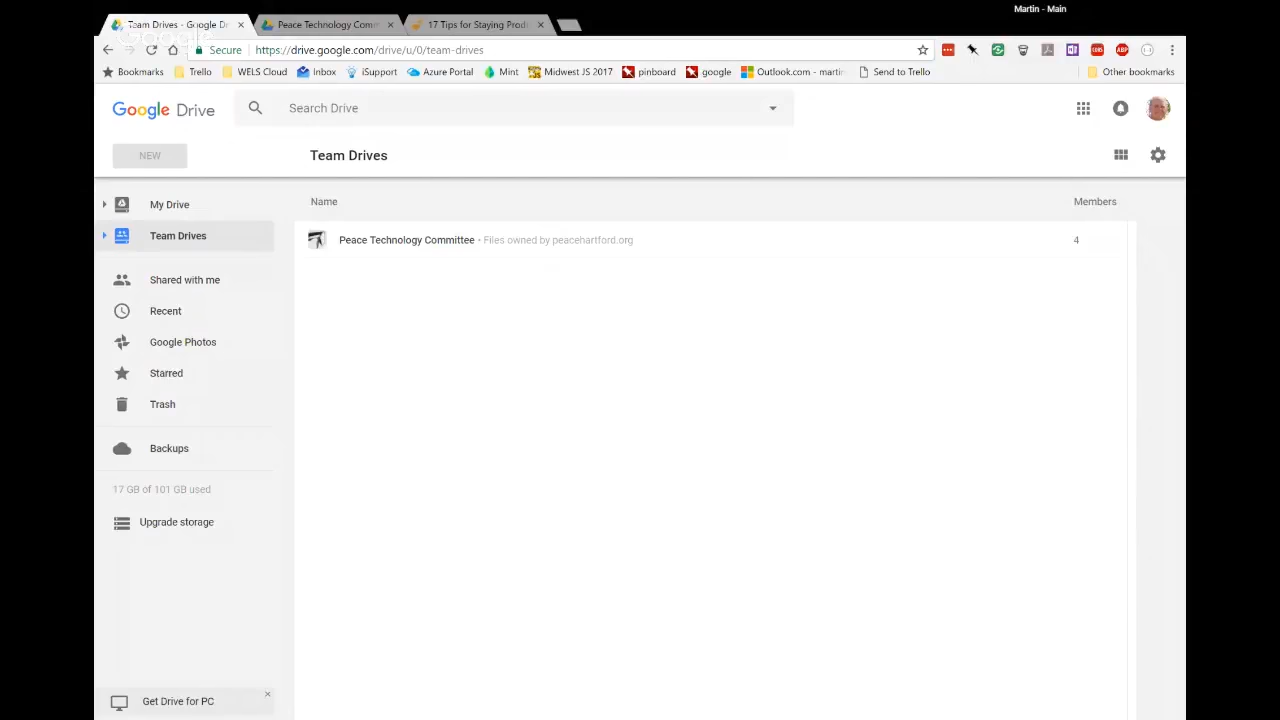 Martin - Main
Team Drives - Google Dr
Peace Technology Comm
17 Tips for Staying Prod
Google
Secure
https://drive.google.com/drive/u/0/team-drives
Bookmarks
Trello
WELS Cloud
Inbox
iSupport
Azure Portal
Mint
Midwest JS 2017
pinboard
google
Outlook.com - martin
Send to Trello
Other bookmarks
Google Drive
Search Drive
NEW
Team Drives
My Drive
Team Drives
Shared with me
Recent
Google Photos
Starred
Trash
Backups
17 GB of 101 GB used
Upgrade storage
Get Drive for PC
Name
Members
Peace Technology Committee - Files owned by peacehartford.org
4